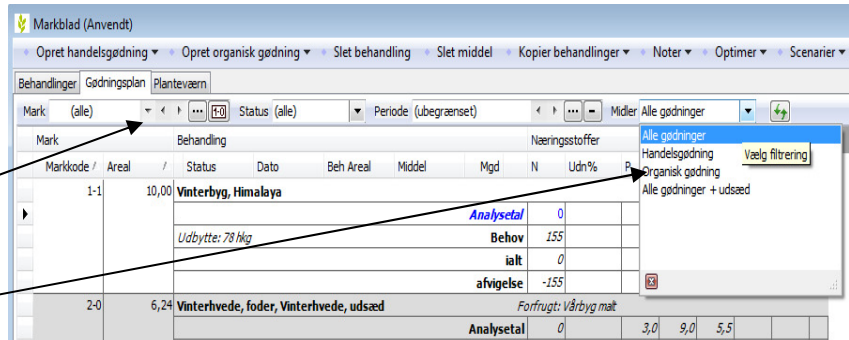 Markblad (Anvendt)
Opret handelsgødning Opret organisk gødning Slet behandling Slet middel Kopier behandlinger Noter Optimer Scenarier
Behandlinger Gødningsplan Planteværn
Mark (alle) ... 1-0 Status (alle) Periode (ubegrænset) ... Midler Alle gødninger
Alle gødninger
Handelsgødning
Organisk gødning
Alle gødninger + udsæd
Vælg filtrering
Mark Behandling Næringsstoffer
Markkode / Areal / Status Dato Beh Areal Middel Mgd N Udn% P
1-1 10,00 Vinterbyg, Himalaya
Analysetal 0
Udbytte: 78 hkg Behov 155
ialt 0
afvigelse -155
2-0 6,24 Vinterhvede, foder, Vinterhvede, udsæd Forfrugt: Vårbyg malt
Analysetal 0 3,0 9,0 5,5